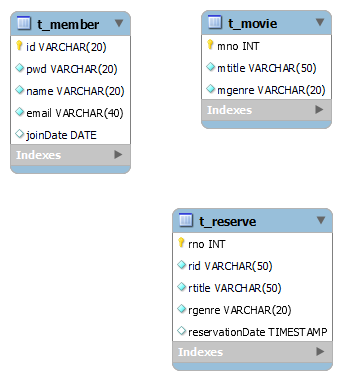 t_member
id VARCHAR(20)
pwd VARCHAR(20)
name VARCHAR(20)
email VARCHAR(40)
joinDate DATE
Indexes
t_movie
mno INT
mtitle VARCHAR(50)
mgenre VARCHAR(20)
Indexes
t_reserve
rno INT
rid VARCHAR(50)
rtitle VARCHAR(50)
rgenre VARCHAR(20)
reservationDate TIMESTAMP
Indexes